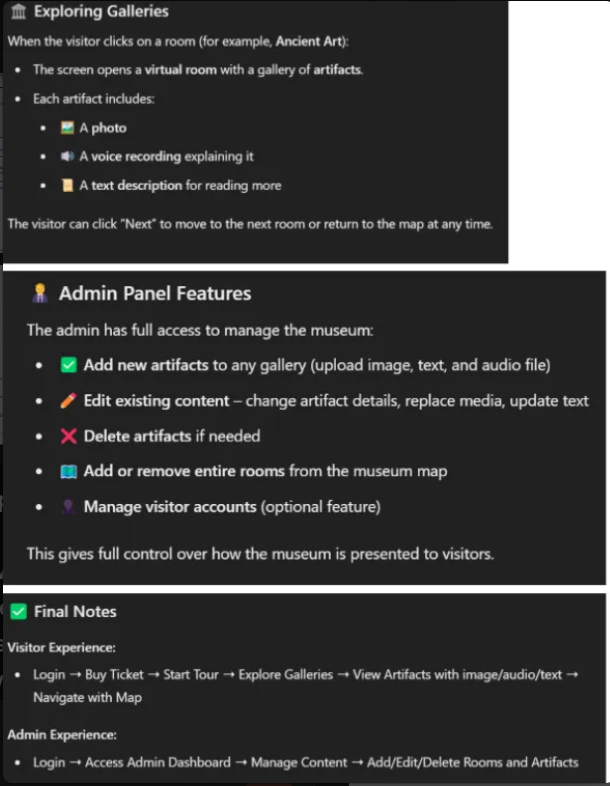 🏛️ Exploring Galleries
When the visitor clicks on a room (for example, Ancient Art):
• The screen opens a virtual room with a gallery of artifacts.
• Each artifact includes:
• 🖼️ A photo
• 🔊 A voice recording explaining it
• 📜 A text description for reading more
The visitor can click "Next" to move to the next room or return to the map at any time.
👨‍💼 Admin Panel Features
The admin has full access to manage the museum:
• ✅ Add new artifacts to any gallery (upload image, text, and audio file)
• ✏️ Edit existing content – change artifact details, replace media, update text
• ❌ Delete artifacts if needed
• 🗺️ Add or remove entire rooms from the museum map
• 👤 Manage visitor accounts (optional feature)
This gives full control over how the museum is presented to visitors.
✅ Final Notes
Visitor Experience:
• Login → Buy Ticket → Start Tour → Explore Galleries → View Artifacts with image/audio/text →
Navigate with Map
Admin Experience:
• Login → Access Admin Dashboard → Manage Content → Add/Edit/Delete Rooms and Artifacts